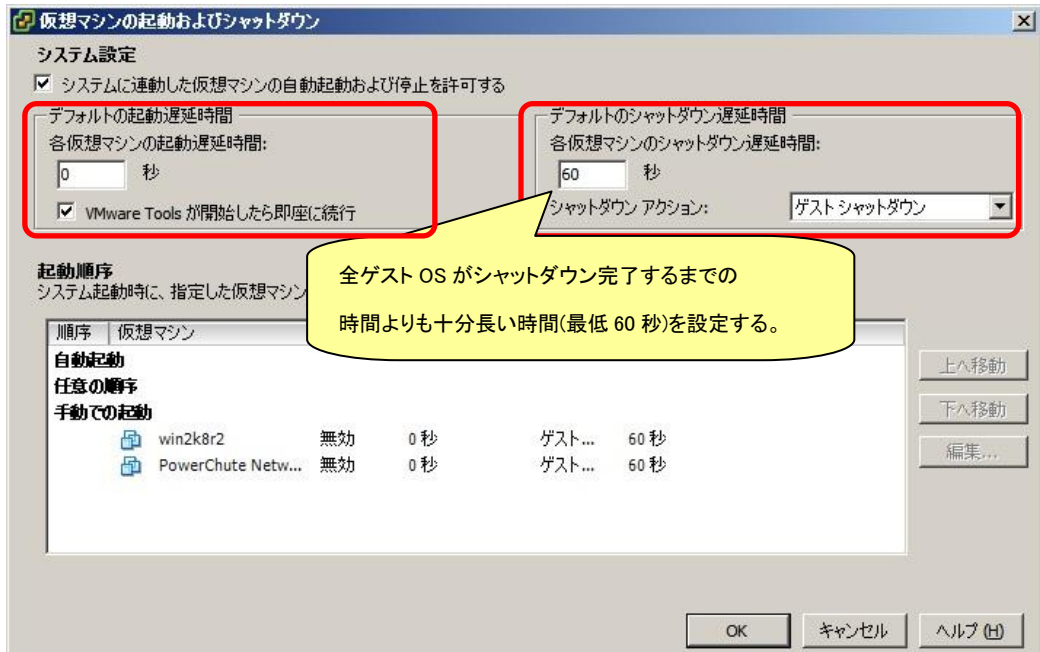 仮想マシンの起動およびシャットダウン
システム設定
システムに連動した仮想マシンの自動起動および停止を許可する
デフォルトの起動遅延時間
各仮想マシンの起動遅延時間:
0 秒
VMware Tools が開始したら即座に続行
デフォルトのシャットダウン遅延時間
各仮想マシンのシャットダウン遅延時間:
60 秒
シャットダウン アクション: ゲスト シャットダウン
全ゲスト OS がシャットダウン完了するまでの
時間よりも十分長い時間(最低 60 秒)を設定する。
起動順序
システム起動時に、指定した仮想マシン
順序 仮想マシン
自動起動
任意の順序
手動での起動
win2k8r2 無効 0 秒 ゲスト... 60 秒
PowerChute Netw... 無効 0 秒 ゲスト... 60 秒
上へ移動
下へ移動
編集...
OK キャンセル ヘルプ (H)